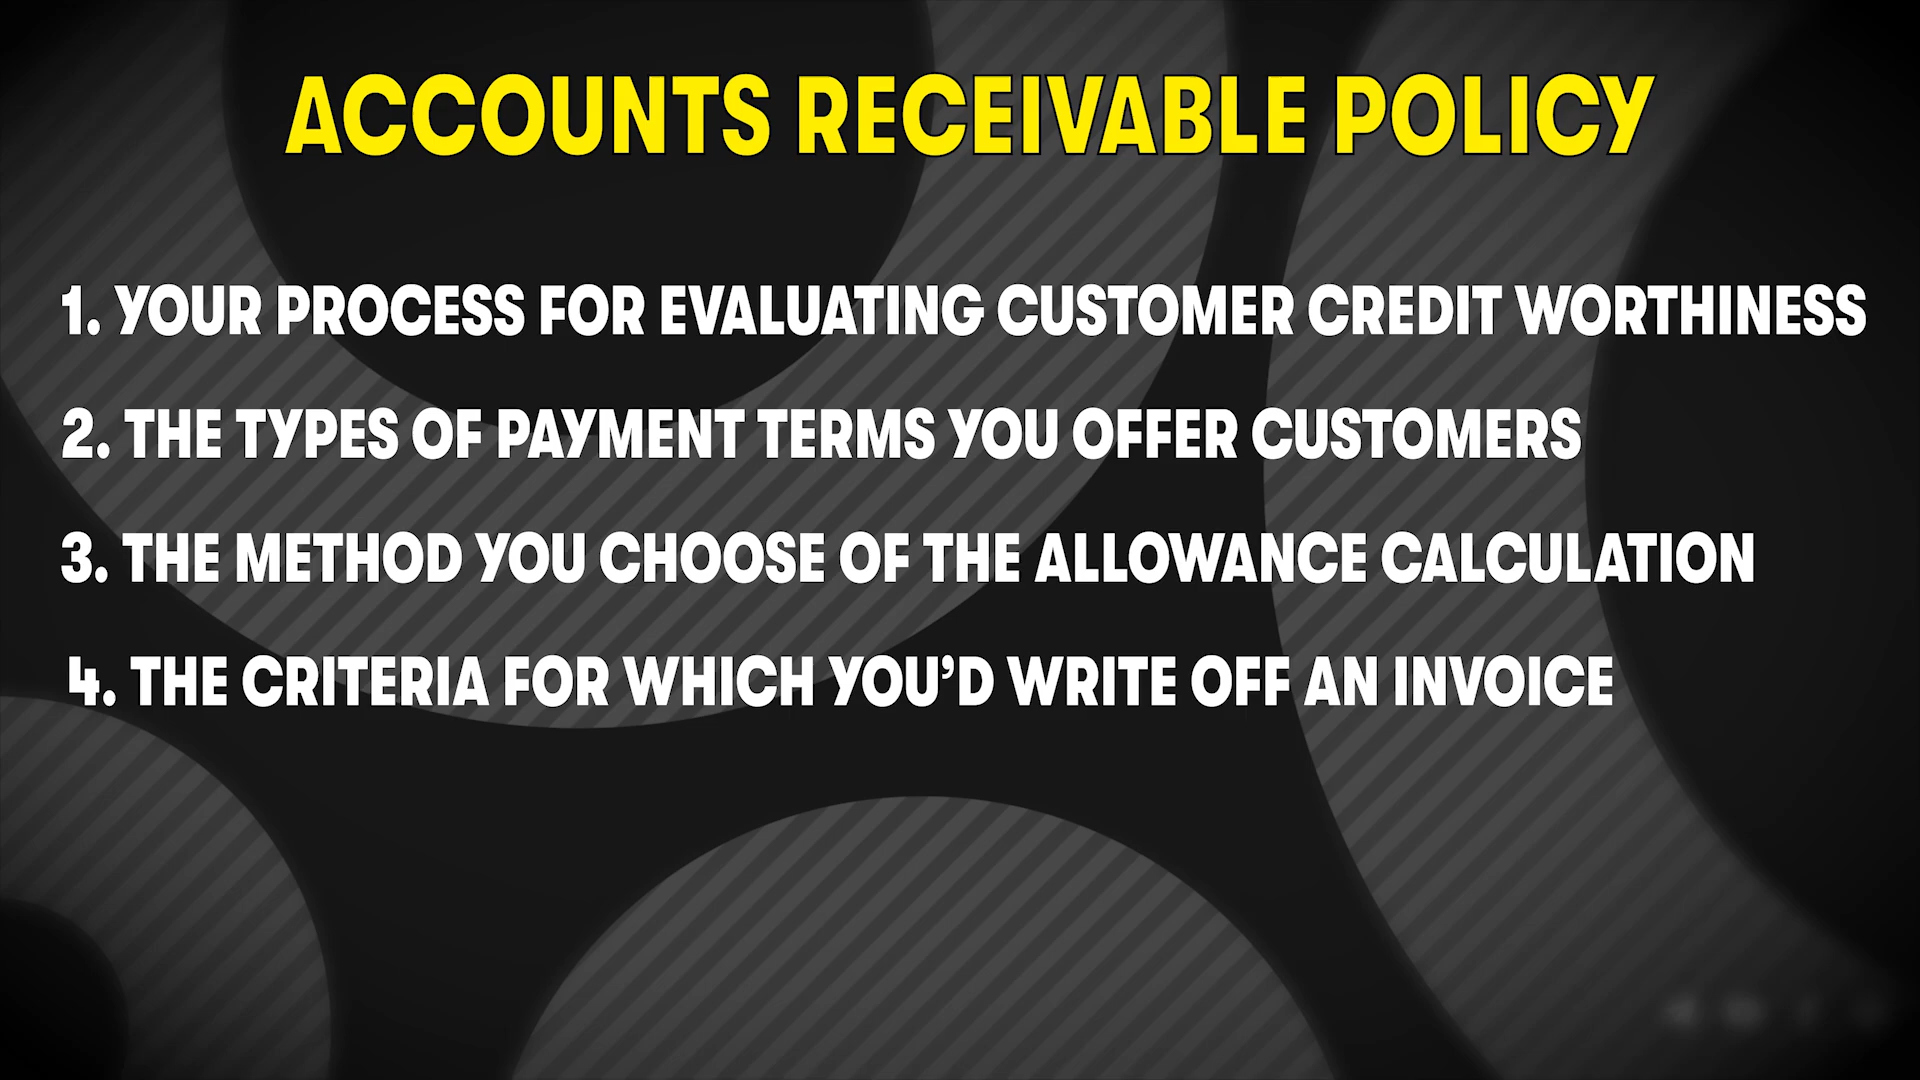 ACCOUNTS RECEIVABLE POLICY
1. YOUR PROCESS FOR EVALUATING CUSTOMER CREDIT WORTHINESS
2. THE TYPES OF PAYMENT TERMS YOU OFFER CUSTOMERS
3. THE METHOD YOU CHOOSE OF THE ALLOWANCE CALCULATION
4. THE CRITERIA FOR WHICH YOU’D WRITE OFF AN INVOICE